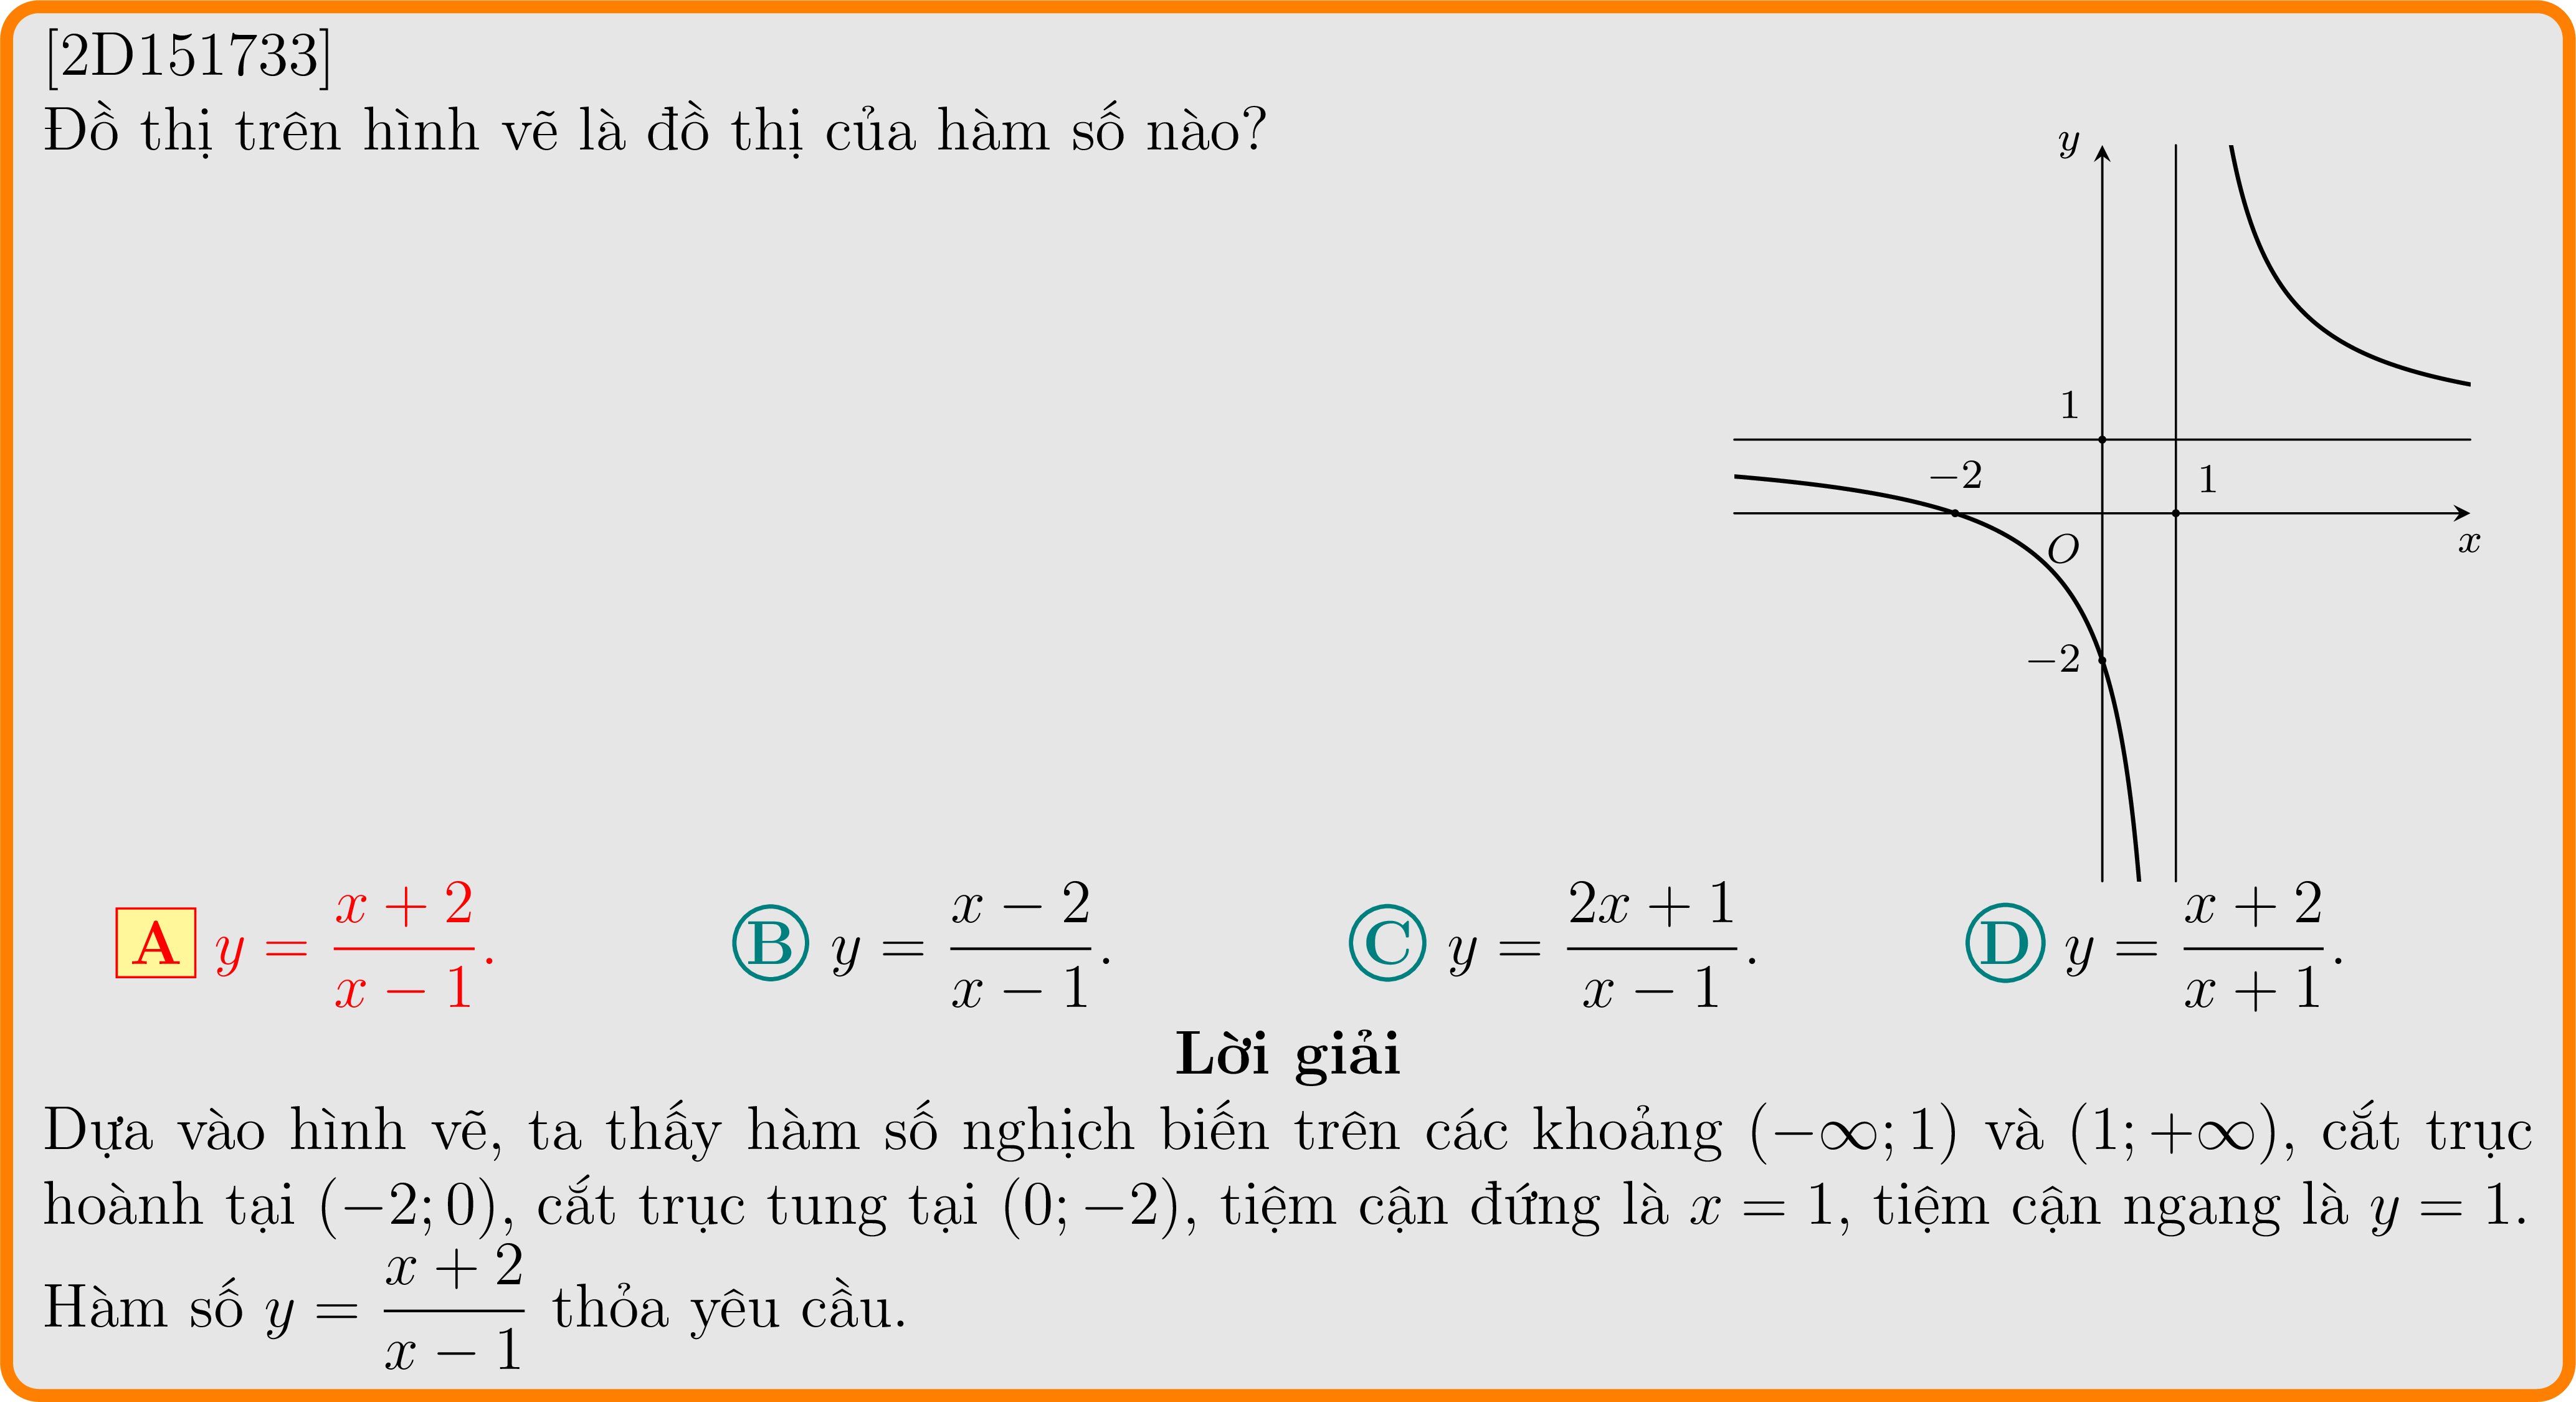 [2D151733]
Đồ thị trên hình vẽ là đồ thị của hàm số nào?
y
1
−2
1
O
x
−2
A y = \frac{x + 2}{x − 1}. B y = \frac{x − 2}{x − 1}. C y = \frac{2x + 1}{x − 1}. D y = \frac{x + 2}{x + 1}.
Lời giải
Dựa vào hình vẽ, ta thấy hàm số nghịch biến trên các khoảng (−∞; 1) và (1; +∞), cắt trục
hoành tại (−2; 0), cắt trục tung tại (0; −2), tiệm cận đứng là x = 1, tiệm cận ngang là y = 1.
Hàm số y = \frac{x + 2}{x − 1} thỏa yêu cầu.